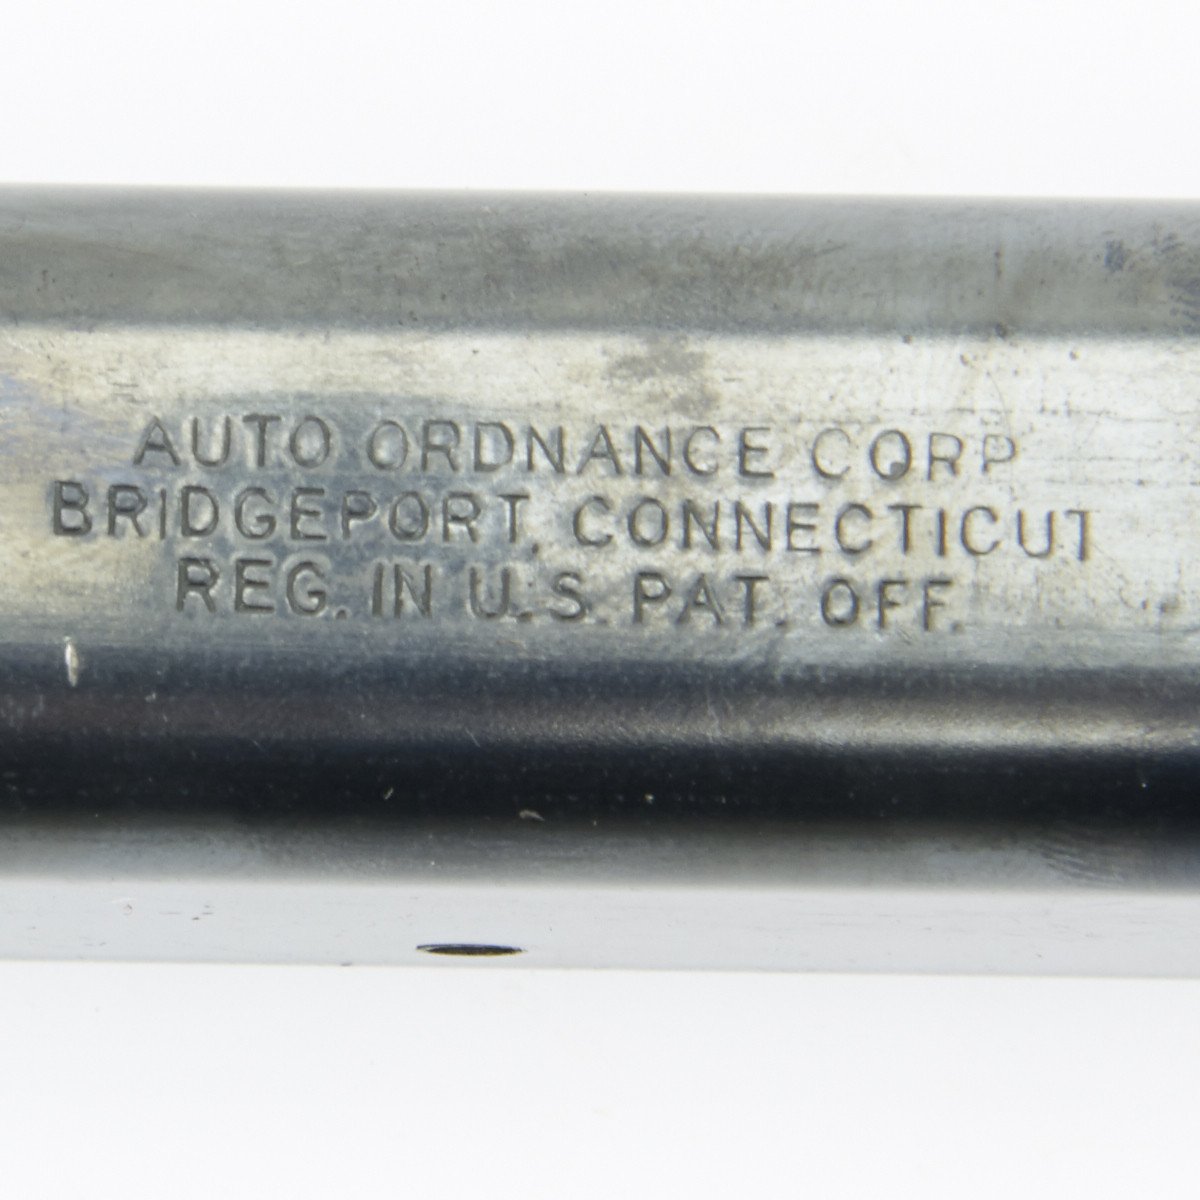 AUTO ORDNANCE CORP
BRIDGEPORT, CONNECTICUT
REG. IN U.S. PAT. OFF.